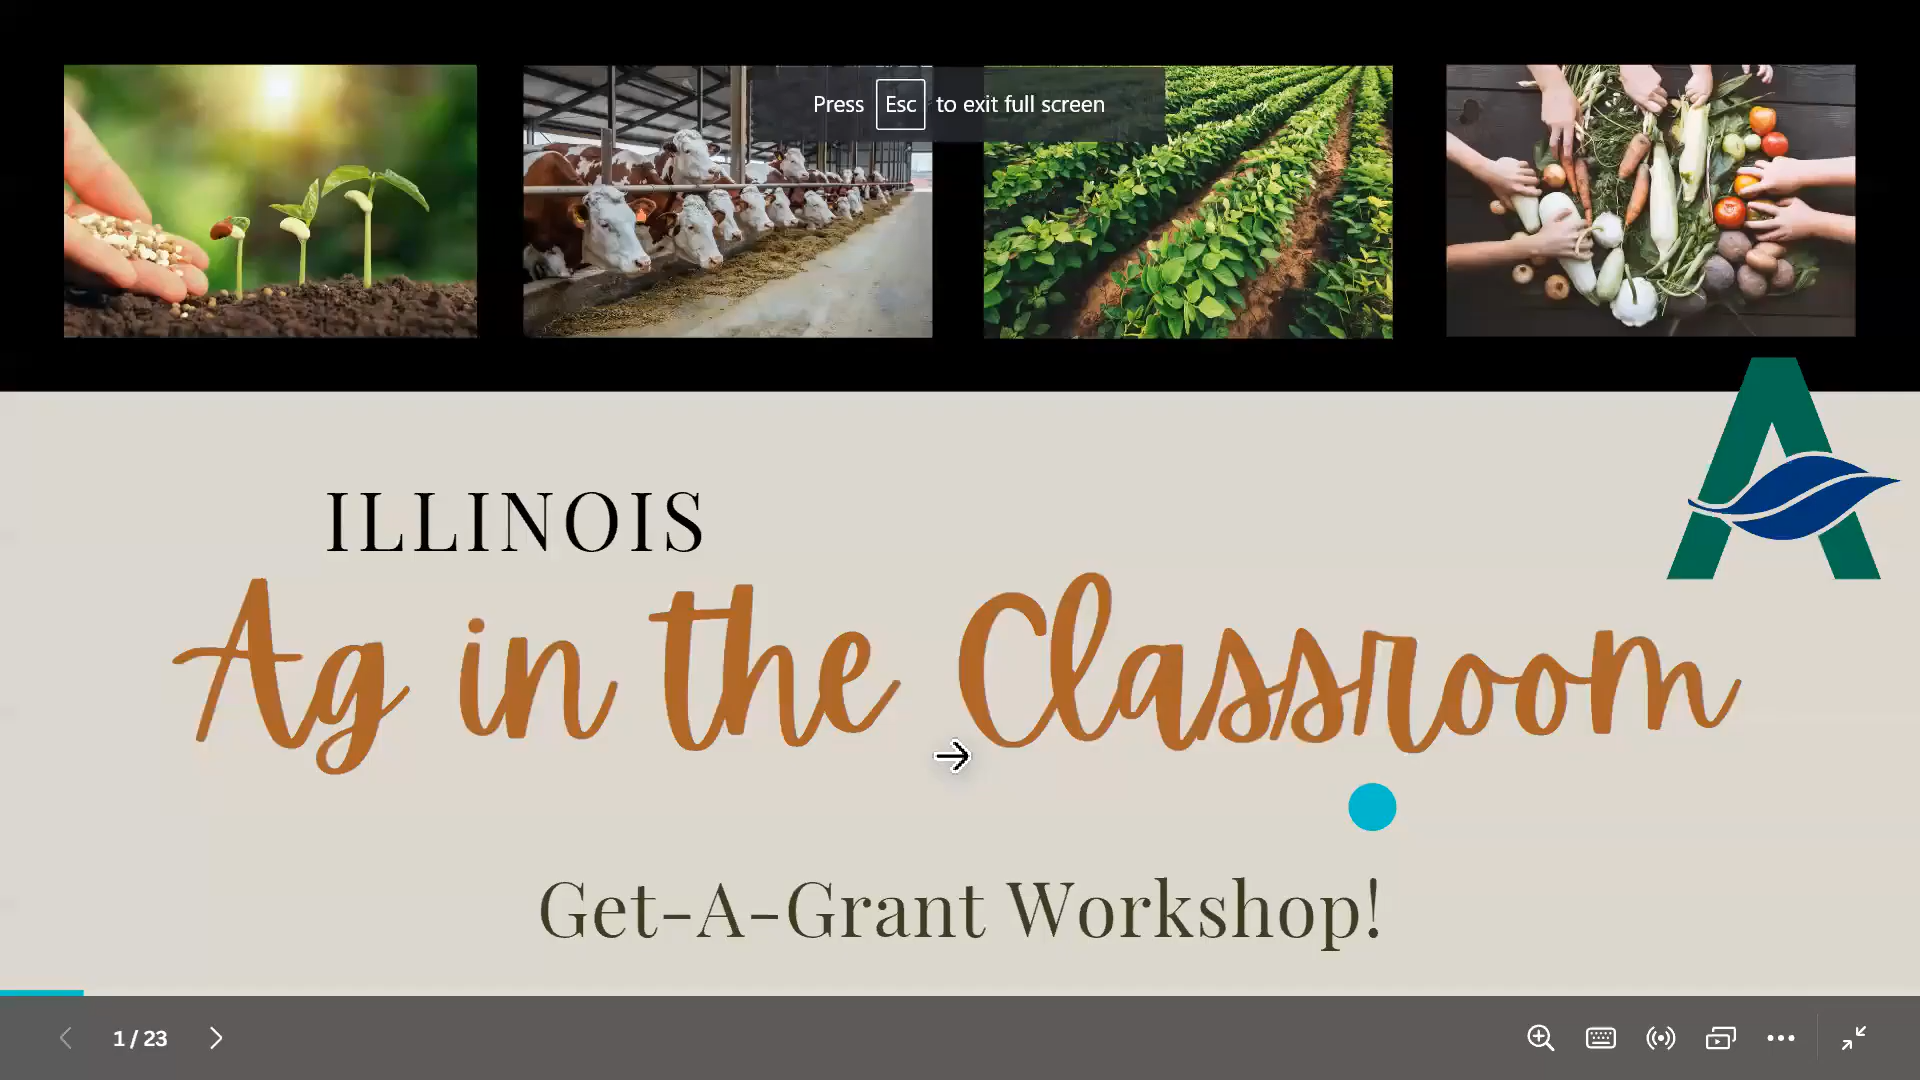 Press Esc to exit full screen
ILLINOIS
Ag in the Classroom
Get-A-Grant Workshop!
1 / 23